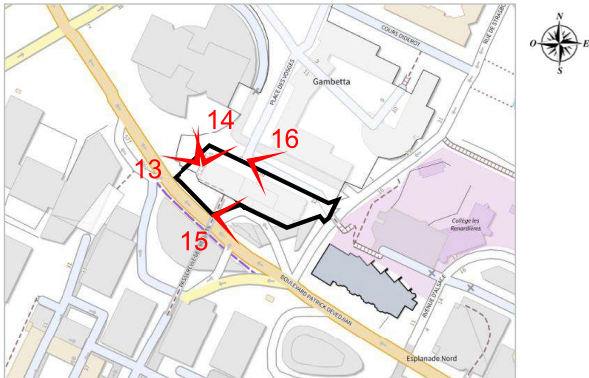 N
O
E
S
COURS DIDEROT
RUE DE STRASB
PLACE DES VOSGES
Gambetta
14
16
13
15
Collège les
Renardières
BOULEVARD PATRICK DEVEDJIAN
AVENUE D'ALSACE
Esplanade Nord